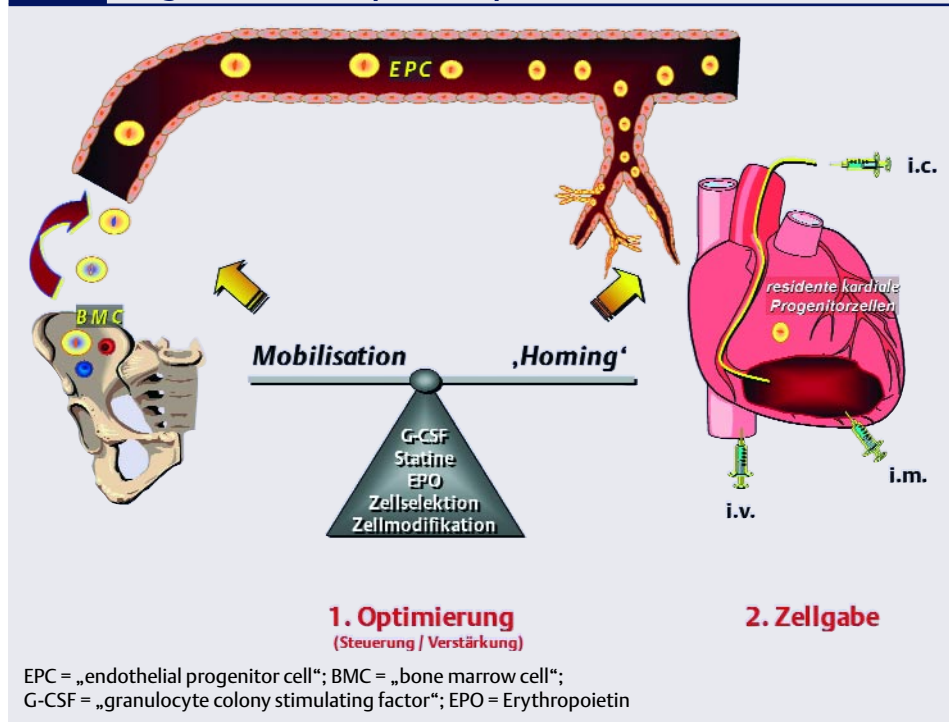 EPC
i.c.
residente kardiale
Progenitorzellen
BMC
Mobilisation
‚Homing‘
G-CSF
Statine
EPO
Zellselektion
Zellmodifikation
i.m.
i.v.
1. Optimierung
(Steuerung / Verstärkung)
2. Zellgabe
EPC = „endothelial progenitor cell“; BMC = „bone marrow cell“;
G-CSF = „granulocyte colony stimulating factor“; EPO = Erythropoietin